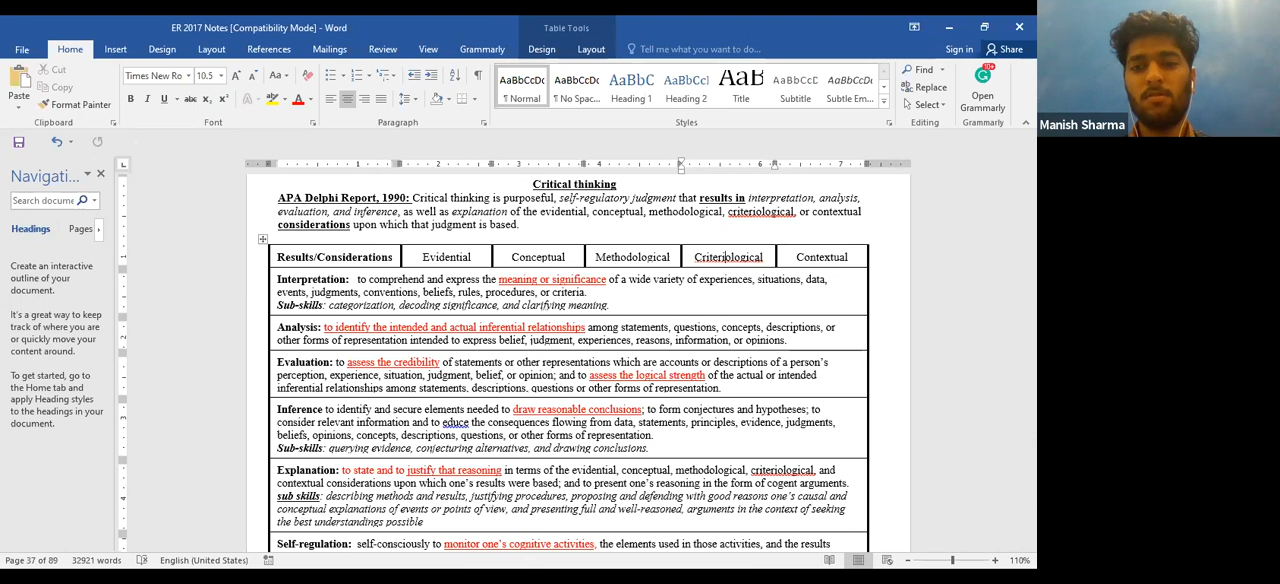 ER 2017 Notes [Compatibility Mode] - Word
Table Tools
File Home Insert Design Layout References Mailings Review View Grammarly Design Layout Tell me what you want to do... Sign in Share
Paste
Cut
Copy
Format Painter
Clipboard
Times New Ro 10.5
Font
Paragraph
AaBbCcDc AaBbCcDc AaBbC AaBbCcI AaB AaBbCcD AaBbCcDc
¶ Normal ¶ No Spac... Heading 1 Heading 2 Title Subtitle Subtle Em...
Styles
Find
Replace
Select
Editing
Open
Grammarly
Grammarly
Manish Sharma
Navigati...
Search docume
Headings Pages
Create an interactive
outline of your
document.
It's a great way to keep
track of where you are
or quickly move your
content around.
To get started, go to
the Home tab and
apply Heading styles to
the headings in your
document.
Critical thinking
APA Delphi Report, 1990: Critical thinking is purposeful, self-regulatory judgment that results in interpretation, analysis,
evaluation, and inference, as well as explanation of the evidential, conceptual, methodological, criteriological, or contextual
considerations upon which that judgment is based.
Results/Considerations Evidential Conceptual Methodological Criteriological Contextual
Interpretation: to comprehend and express the meaning or significance of a wide variety of experiences, situations, data,
events, judgments, conventions, beliefs, rules, procedures, or criteria.
Sub-skills: categorization, decoding significance, and clarifying meaning.
Analysis: to identify the intended and actual inferential relationships among statements, questions, concepts, descriptions, or
other forms of representation intended to express belief, judgment, experiences, reasons, information, or opinions.
Evaluation: to assess the credibility of statements or other representations which are accounts or descriptions of a person's
perception, experience, situation, judgment, belief, or opinion; and to assess the logical strength of the actual or intended
inferential relationships among statements, descriptions, questions or other forms of representation.
Inference to identify and secure elements needed to draw reasonable conclusions; to form conjectures and hypotheses; to
consider relevant information and to educe the consequences flowing from data, statements, principles, evidence, judgments,
beliefs, opinions, concepts, descriptions, questions, or other forms of representation.
Sub-skills: querying evidence, conjecturing alternatives, and drawing conclusions.
Explanation: to state and to justify that reasoning in terms of the evidential, conceptual, methodological, criteriological, and
contextual considerations upon which one's results were based; and to present one's reasoning in the form of cogent arguments.
sub skills: describing methods and results, justifying procedures, proposing and defending with good reasons one's causal and
conceptual explanations of events or points of view, and presenting full and well-reasoned, arguments in the context of seeking
the best understandings possible
Self-regulation: self-consciously to monitor one's cognitive activities, the elements used in those activities, and the results
Page 37 of 89 32921 words English (United States) 110%